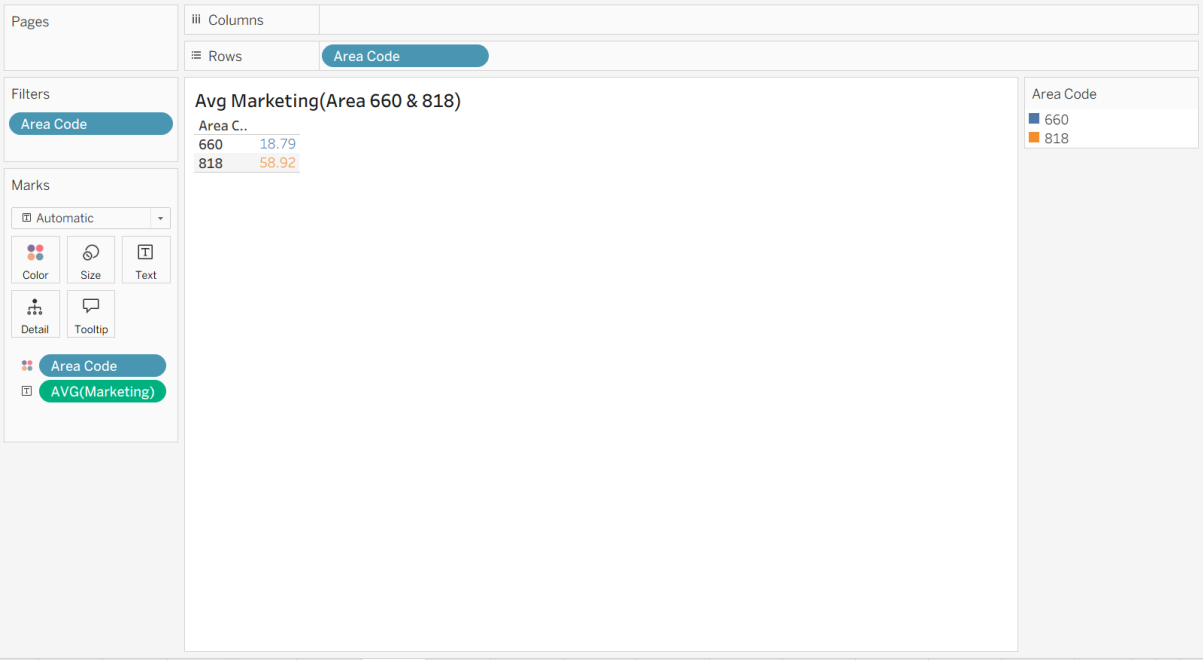 Pages
Columns
Rows
Area Code
Filters
Area Code
Marks
Automatic
Color
Size
Text
Detail
Tooltip
Area Code
AVG(Marketing)
Avg Marketing(Area 660 & 818)
Area C..
660 18.79
818 58.92
Area Code
660
818